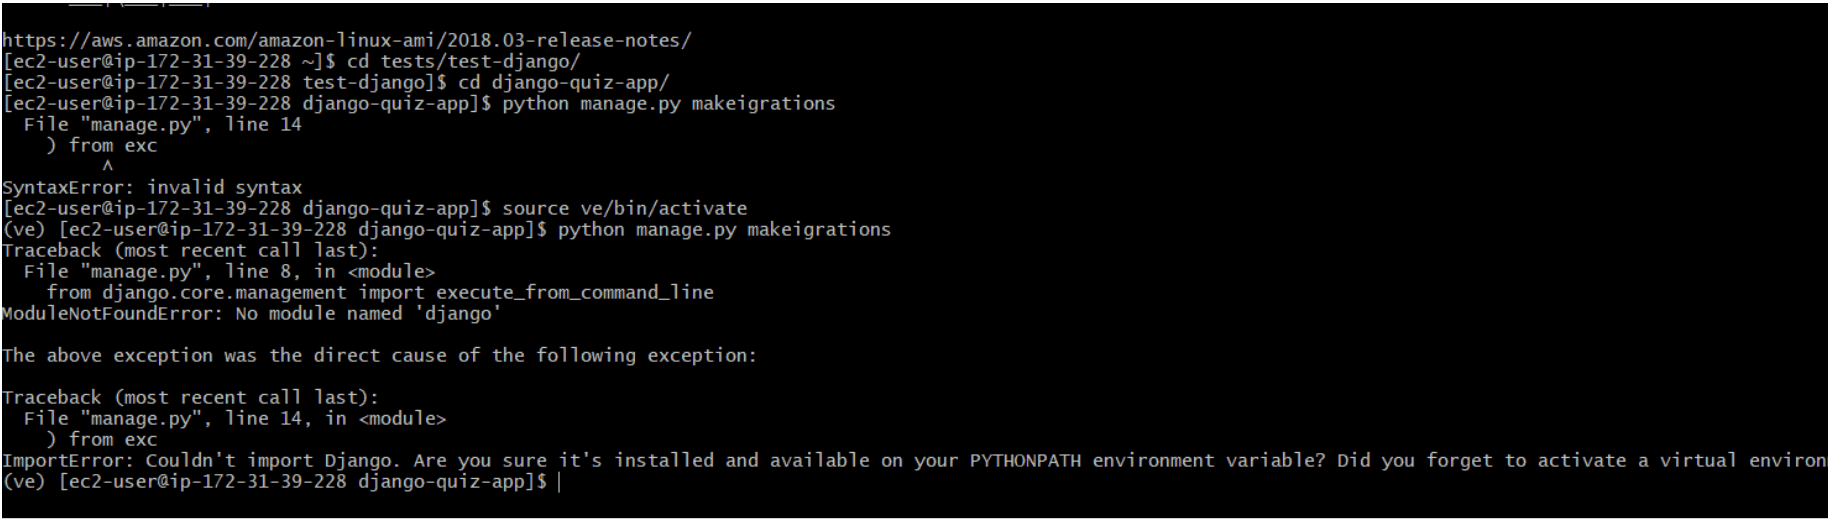 https://aws.amazon.com/amazon-linux-ami/2018.03-release-notes/
[ec2-user@ip-172-31-39-228 ~]$ cd tests/test-django/
[ec2-user@ip-172-31-39-228 test-django]$ cd django-quiz-app/
[ec2-user@ip-172-31-39-228 django-quiz-app]$ python manage.py makeigrations
  File "manage.py", line 14
    ) from exc
         ^
SyntaxError: invalid syntax
[ec2-user@ip-172-31-39-228 django-quiz-app]$ source ve/bin/activate
(ve) [ec2-user@ip-172-31-39-228 django-quiz-app]$ python manage.py makeigrations
Traceback (most recent call last):
  File "manage.py", line 8, in <module>
    from django.core.management import execute_from_command_line
ModuleNotFoundError: No module named 'django'

The above exception was the direct cause of the following exception:

Traceback (most recent call last):
  File "manage.py", line 14, in <module>
    ) from exc
ImportError: Couldn't import Django. Are you sure it's installed and available on your PYTHONPATH environment variable? Did you forget to activate a virtual environ
(ve) [ec2-user@ip-172-31-39-228 django-quiz-app]$